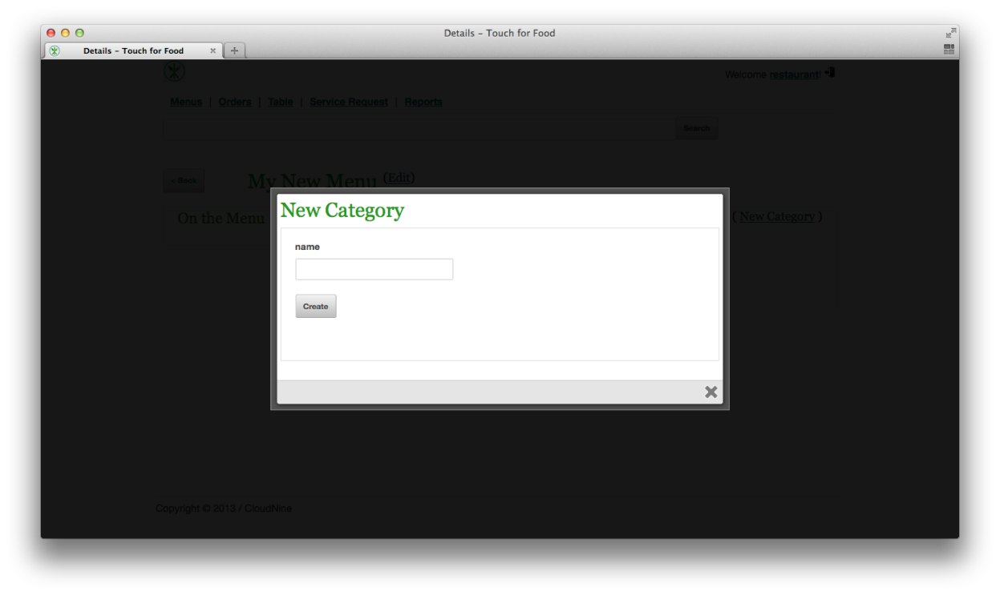 Details – Touch for Food
Details – Touch for Food
Welcome restaurant!
Menus | Orders | Table | Service Request | Reports
Search
< Back
My New Menu (Edit)
On the Menu
( New Category )
New Category
name
Create
Copyright © 2013 / CloudNine